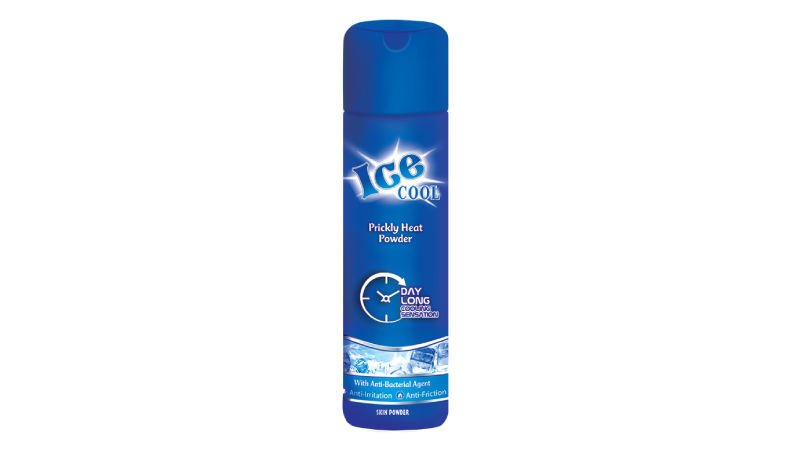 Ice
COOL
Prickly Heat
Powder
DAY
LONG
COOLING
SENSATION
With Anti-Bacterial Agent
Anti-Irritation Anti-Friction
SKIN POWDER